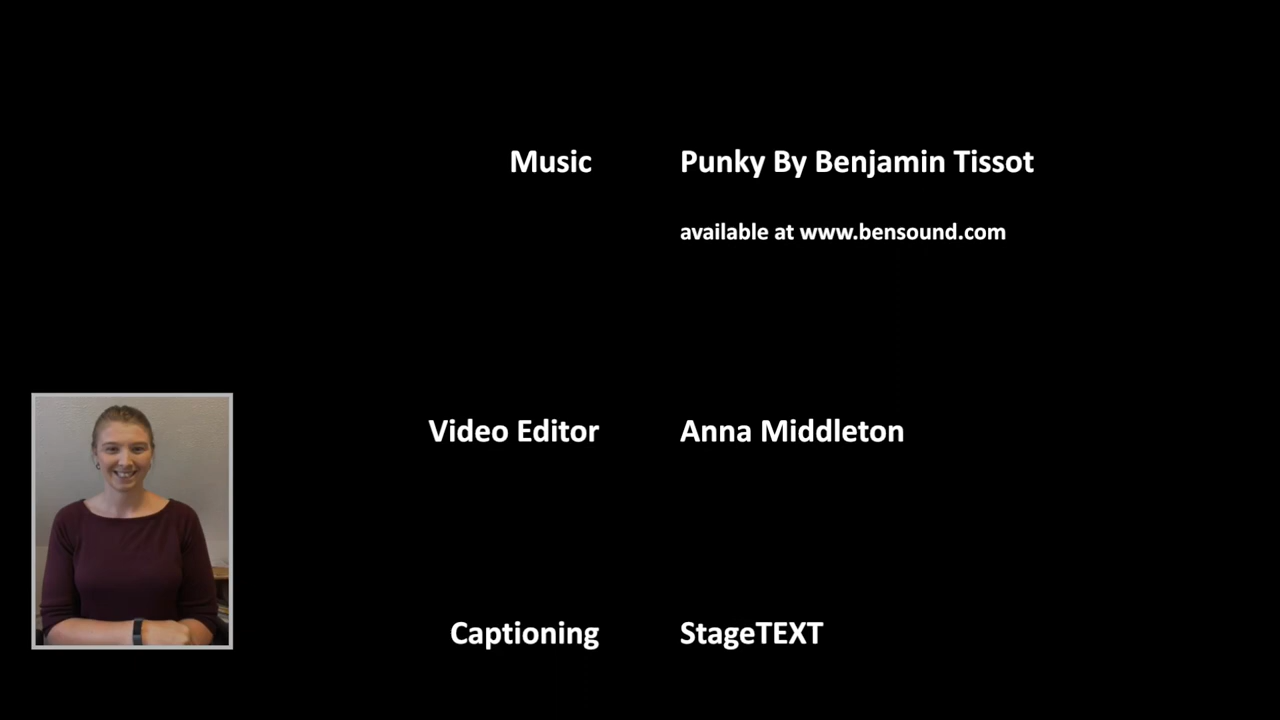 Music Punky By Benjamin Tissot
available at www.bensound.com
Video Editor Anna Middleton
Captioning StageTEXT